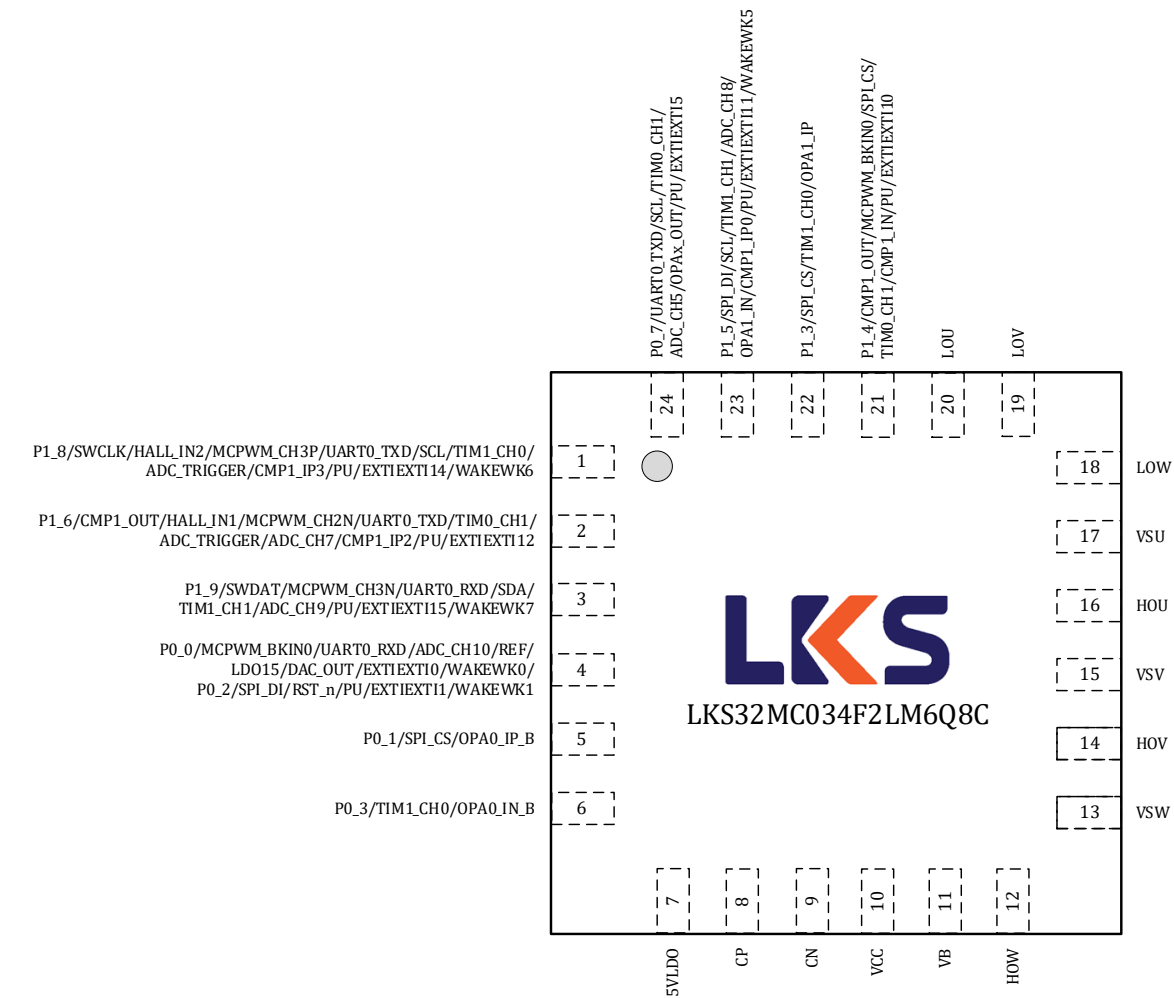 P0_7/UART0_TXD/SCL/TIM0_CH1/
ADC_CH5/OPAx_OUT/PU/EXTIEXTI5
P1_5/SPI_DI/SCL/TIM1_CH1/ADC_CH8/
OPA1_IN/CMP1_IP0/PU/EXTIEXTI11/WAKEWK5
P1_3/SPI_CS/TIM1_CH0/OPA1_IP
P1_4/CMP1_OUT/MCPWM_BKIN0/SPI_CS/
TIM0_CH1/CMP1_IN/PU/EXTIEXTI10
LOU
LOV
24
23
22
21
20
19
P1_8/SWCLK/HALL_IN2/MCPWM_CH3P/UART0_TXD/SCL/TIM1_CH0/
ADC_TRIGGER/CMP1_IP3/PU/EXTIEXTI14/WAKEWK6
1
18
LOW
P1_6/CMP1_OUT/HALL_IN1/MCPWM_CH2N/UART0_TXD/TIM0_CH1/
ADC_TRIGGER/ADC_CH7/CMP1_IP2/PU/EXTIEXTI12
2
17
VSU
P1_9/SWDAT/MCPWM_CH3N/UART0_RXD/SDA/
TIM1_CH1/ADC_CH9/PU/EXTIEXTI15/WAKEWK7
3
16
HOU
P0_0/MCPWM_BKIN0/UART0_RXD/ADC_CH10/REF/
LDO15/DAC_OUT/EXTIEXTI0/WAKEWK0/
P0_2/SPI_DI/RST_n/PU/EXTIEXTI1/WAKEWK1
4
15
VSV
LKS
LKS32MC034F2LM6Q8C
P0_1/SPI_CS/OPA0_IP_B
5
14
HOV
P0_3/TIM1_CH0/OPA0_IN_B
6
13
VSW
7
8
9
10
11
12
5VLDO
CP
CN
VCC
VB
HOW